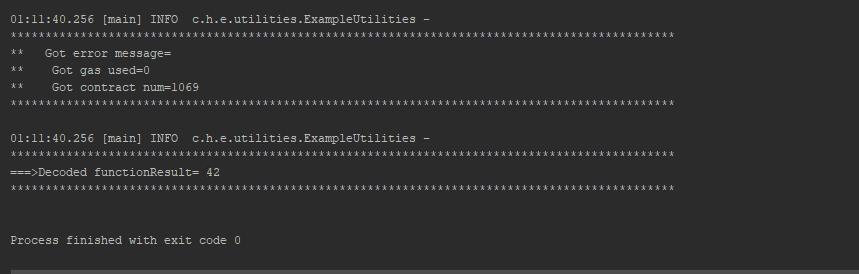 01:11:40.256 [main] INFO  c.h.e.utilities.ExampleUtilities -
***********************************************************************************************
**   Got error message=
**    Got gas used=0
**    Got contract num=1069
***********************************************************************************************
01:11:40.256 [main] INFO  c.h.e.utilities.ExampleUtilities -
***********************************************************************************************
===>Decoded functionResult= 42
***********************************************************************************************
Process finished with exit code 0